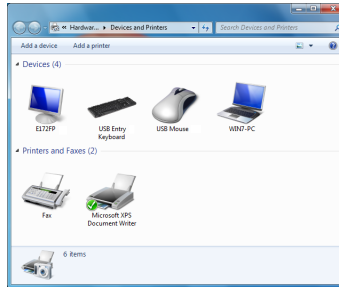 « Hardwar... ▸ Devices and Printers
Search Devices and Printers
Add a device Add a printer
Devices (4)
E172FP
USB Entry
Keyboard
USB Mouse
WIN7-PC
Printers and Faxes (2)
Fax
Microsoft XPS
Document Writer
6 items